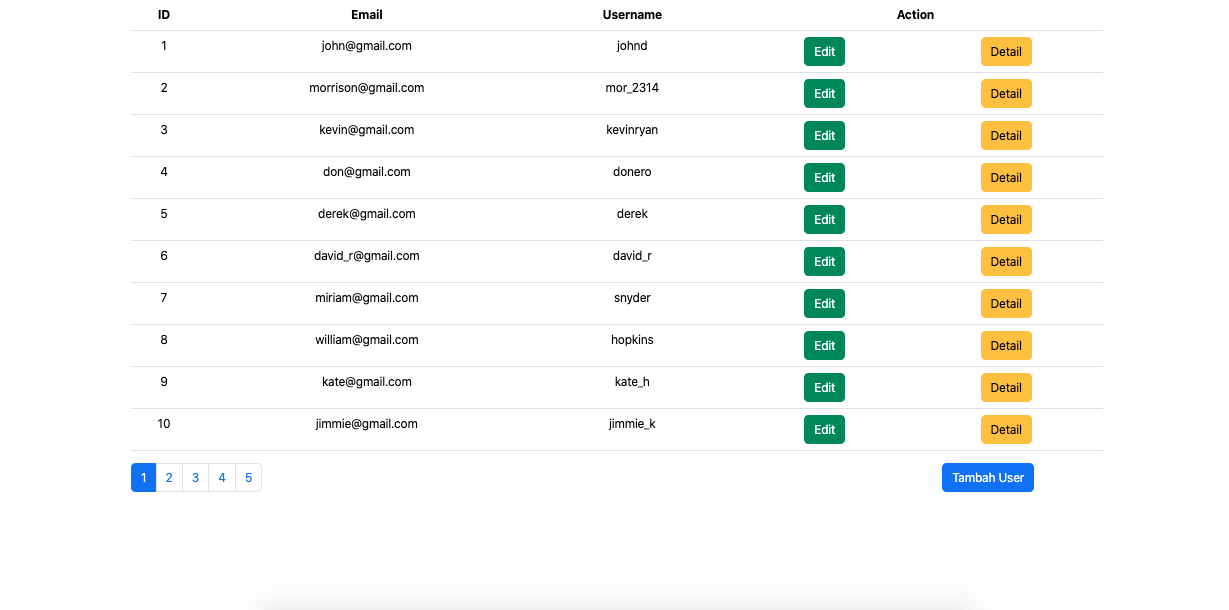 ID Email Username Action
1 john@gmail.com johnd Edit Detail
2 morrison@gmail.com mor_2314 Edit Detail
3 kevin@gmail.com kevinryan Edit Detail
4 don@gmail.com donero Edit Detail
5 derek@gmail.com derek Edit Detail
6 david_r@gmail.com david_r Edit Detail
7 miriam@gmail.com snyder Edit Detail
8 william@gmail.com hopkins Edit Detail
9 kate@gmail.com kate_h Edit Detail
10 jimmie@gmail.com jimmie_k Edit Detail
1 2 3 4 5 Tambah User